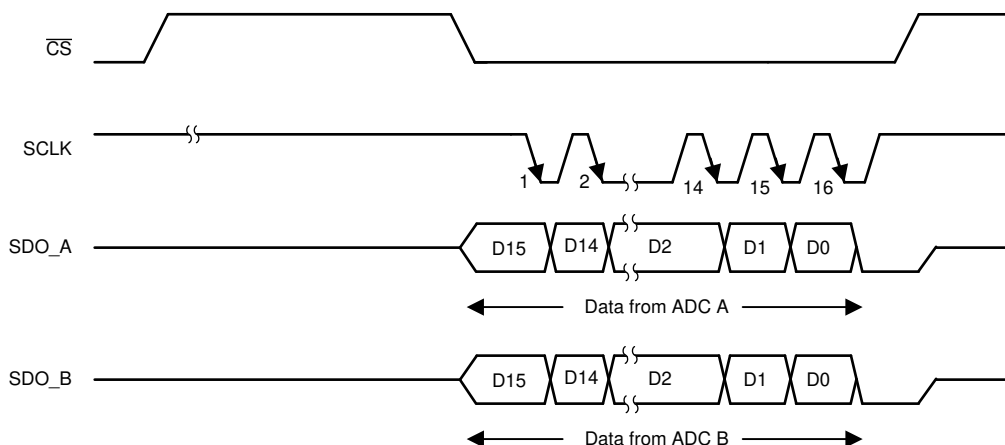 C̅S̅
SCLK
1 2 14 15 16
SDO_A
D15 D14 D2 D1 D0
Data from ADC A
SDO_B
D15 D14 D2 D1 D0
Data from ADC B